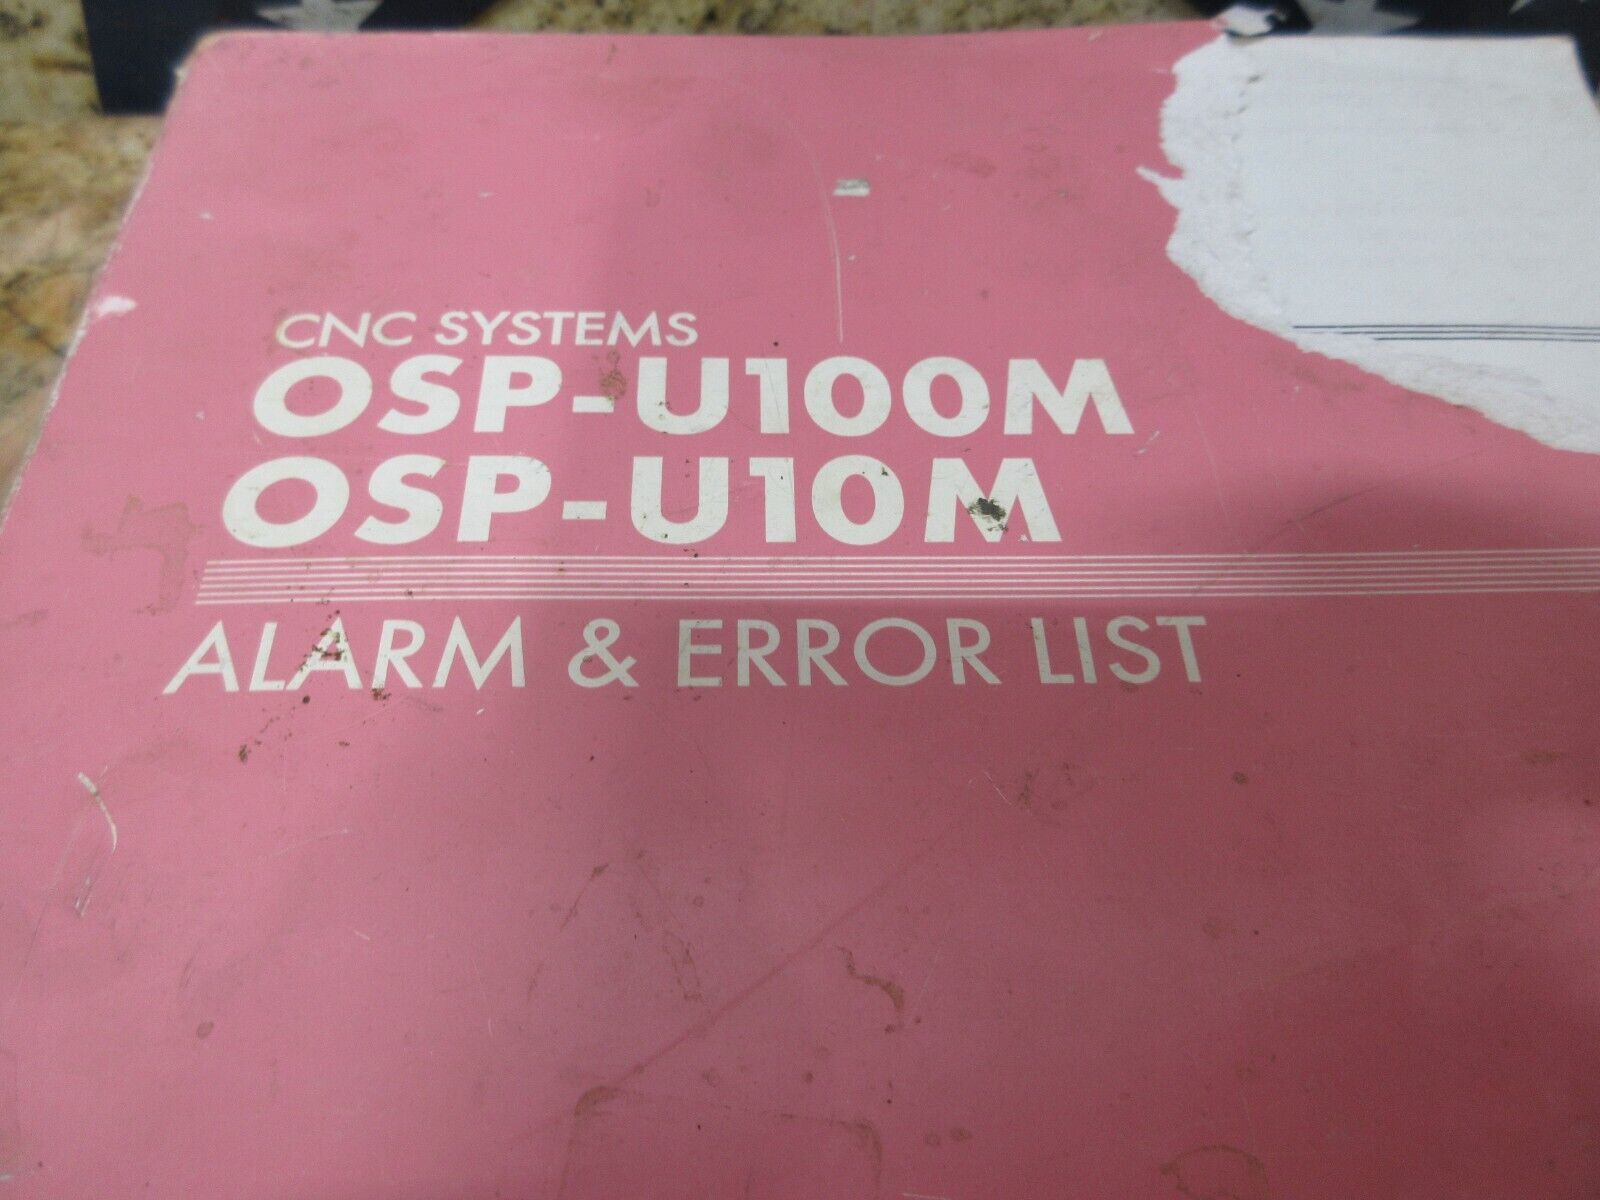 CNC SYSTEMS
OSP-U100M
OSP-U10M
ALARM & ERROR LIST